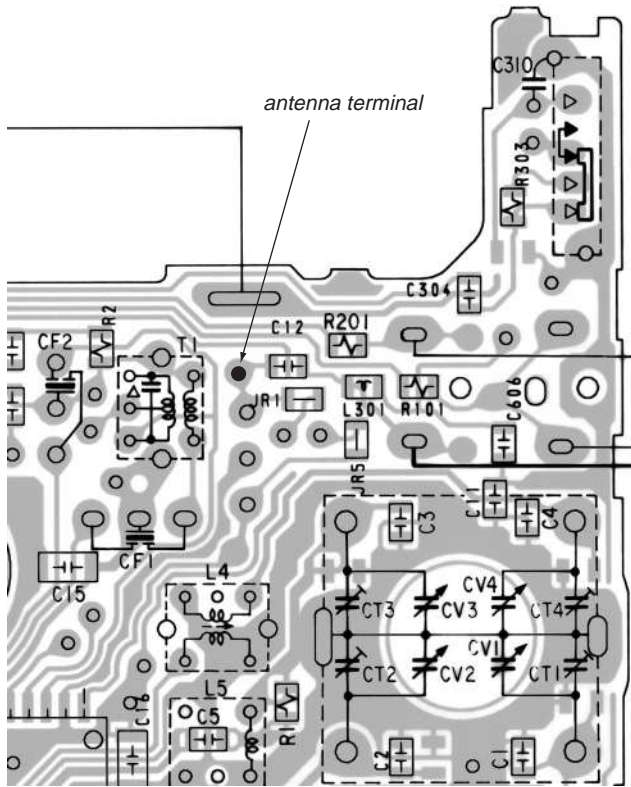 C310
antenna terminal
R303
C304
R2
CF2
T1
C12
R201
JR1
L301
R101
C606
JR5
C3
C11
C4
CF1
C15
L4
CT3
CV3
CV4
CT4
CT2
CV2
CV1
CT1
L5
C16
C5
R1
C2
C1